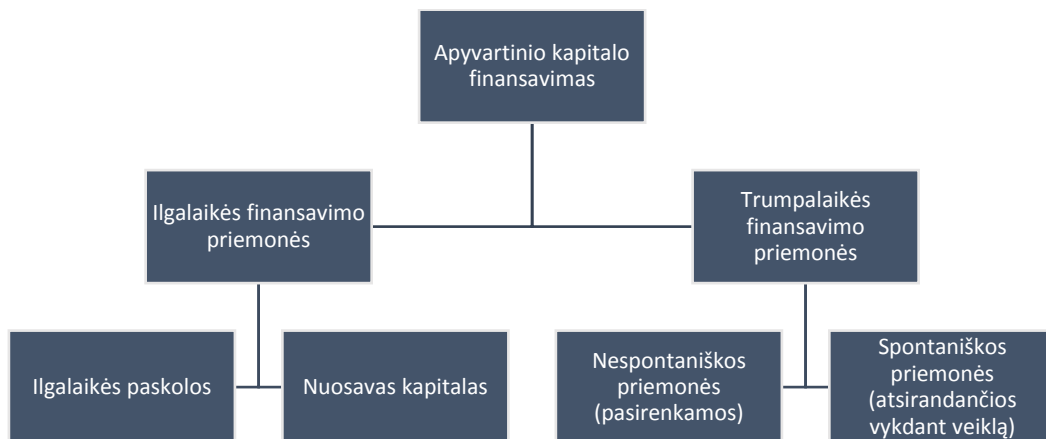 Apyvartinio kapitalo
finansavimas
Ilgalaikės finansavimo
priemonės
Trumpalaikės
finansavimo
priemonės
Ilgalaikės paskolos
Nuosavas kapitalas
Nespontaniškos
priemonės
(pasirenkamos)
Spontaniškos
priemonės
(atsirandančios
vykdant veiklą)